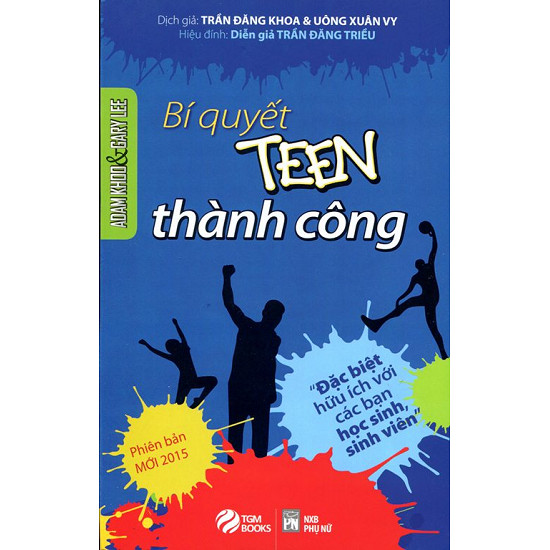 Dịch giả: TRẦN ĐĂNG KHOA & UÔNG XUÂN VY
Hiệu đính: Diễn giả TRẦN ĐĂNG TRIỀU
ADAM KHOO & GARY LEE
Bí quyết
TEEN
thành công
"Đặc biệt
hữu ích với
các bạn
học sinh,
sinh viên"
Phiên bản
MỚI 2015
TGM
BOOKS
PN
NXB
PHỤ NỮ